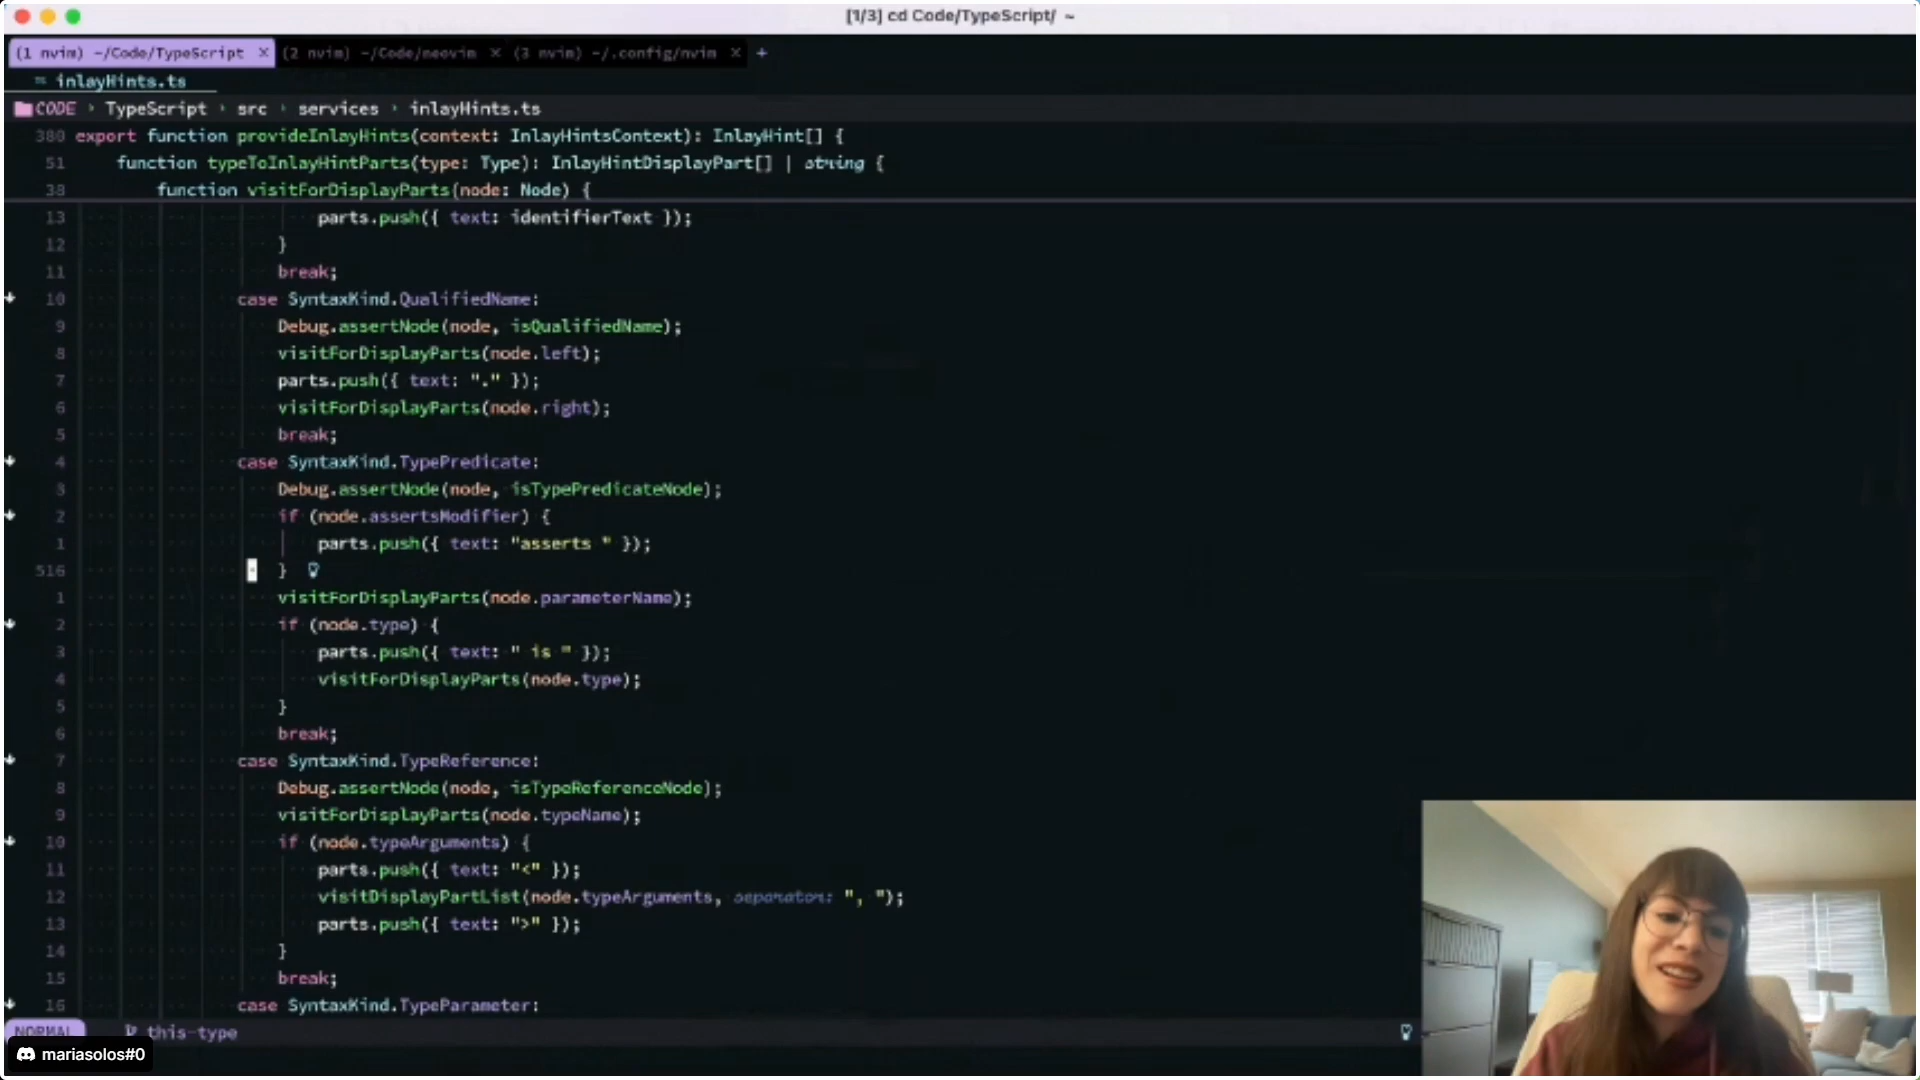 [1/3] cd Code/TypeScript/ ~
(1 nvim) ~/Code/TypeScript × (2 nvim) ~/Code/neovim × (3 nvim) ~/.config/nvim × +
inlayHints.ts
CODE › TypeScript › src › services › inlayHints.ts
380 export function provideInlayHints(context: InlayHintsContext): InlayHint[] {
51 function typeToInlayHintParts(type: Type): InlayHintDisplayPart[] | string {
38 function visitForDisplayParts(node: Node) {
13 parts.push({ text: identifierText });
12 }
11 break;
10 case SyntaxKind.QualifiedName:
9 Debug.assertNode(node, isQualifiedName);
8 visitForDisplayParts(node.left);
7 parts.push({ text: "." });
6 visitForDisplayParts(node.right);
5 break;
4 case SyntaxKind.TypePredicate:
3 Debug.assertNode(node, isTypePredicateNode);
2 if (node.assertsModifier) {
1 parts.push({ text: "asserts " });
516 }
1 visitForDisplayParts(node.parameterName);
2 if (node.type) {
3 parts.push({ text: " is " });
4 visitForDisplayParts(node.type);
5 }
6 break;
7 case SyntaxKind.TypeReference:
8 Debug.assertNode(node, isTypeReferenceNode);
9 visitForDisplayParts(node.typeName);
10 if (node.typeArguments) {
11 parts.push({ text: "<" });
12 visitDisplayPartList(node.typeArguments, separator: ", ");
13 parts.push({ text: ">" });
14 }
15 break;
16 case SyntaxKind.TypeParameter:
NORMAL this-type
mariasolos#0